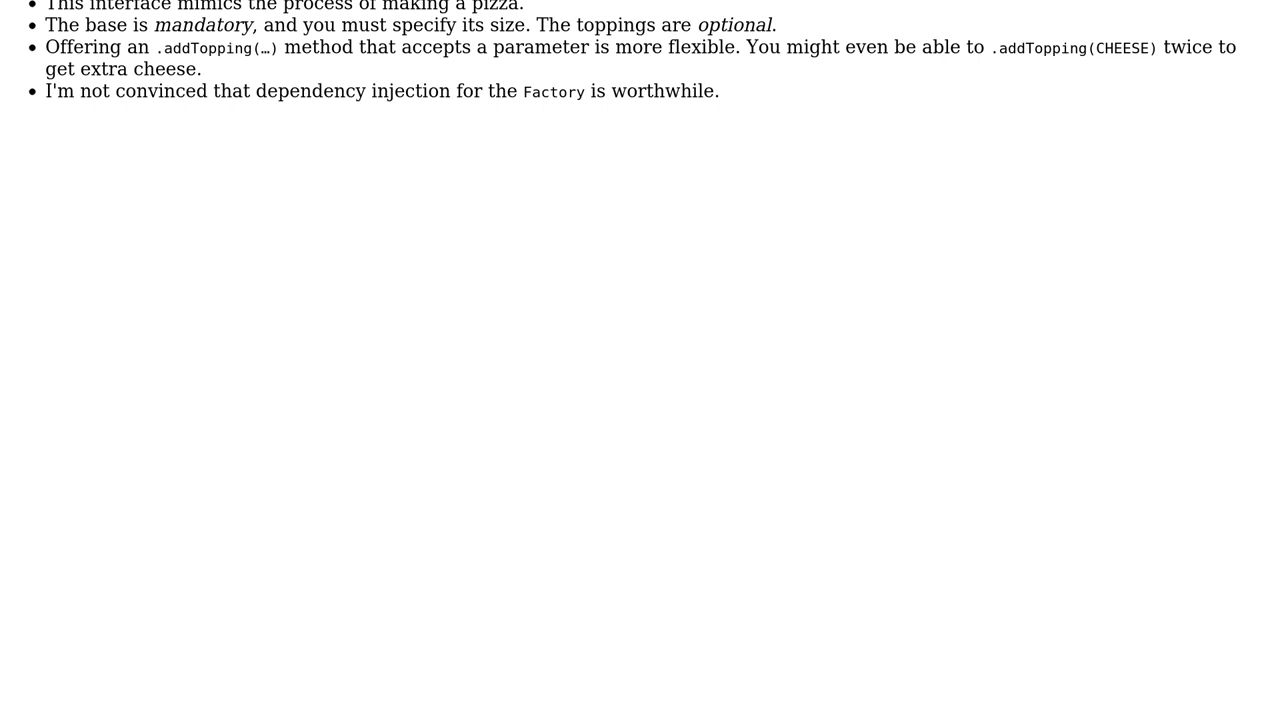 • This interface mimics the process of making a pizza.
• The base is mandatory, and you must specify its size. The toppings are optional.
• Offering an .addTopping(…) method that accepts a parameter is more flexible. You might even be able to .addTopping(CHEESE) twice to
get extra cheese.
• I'm not convinced that dependency injection for the Factory is worthwhile.